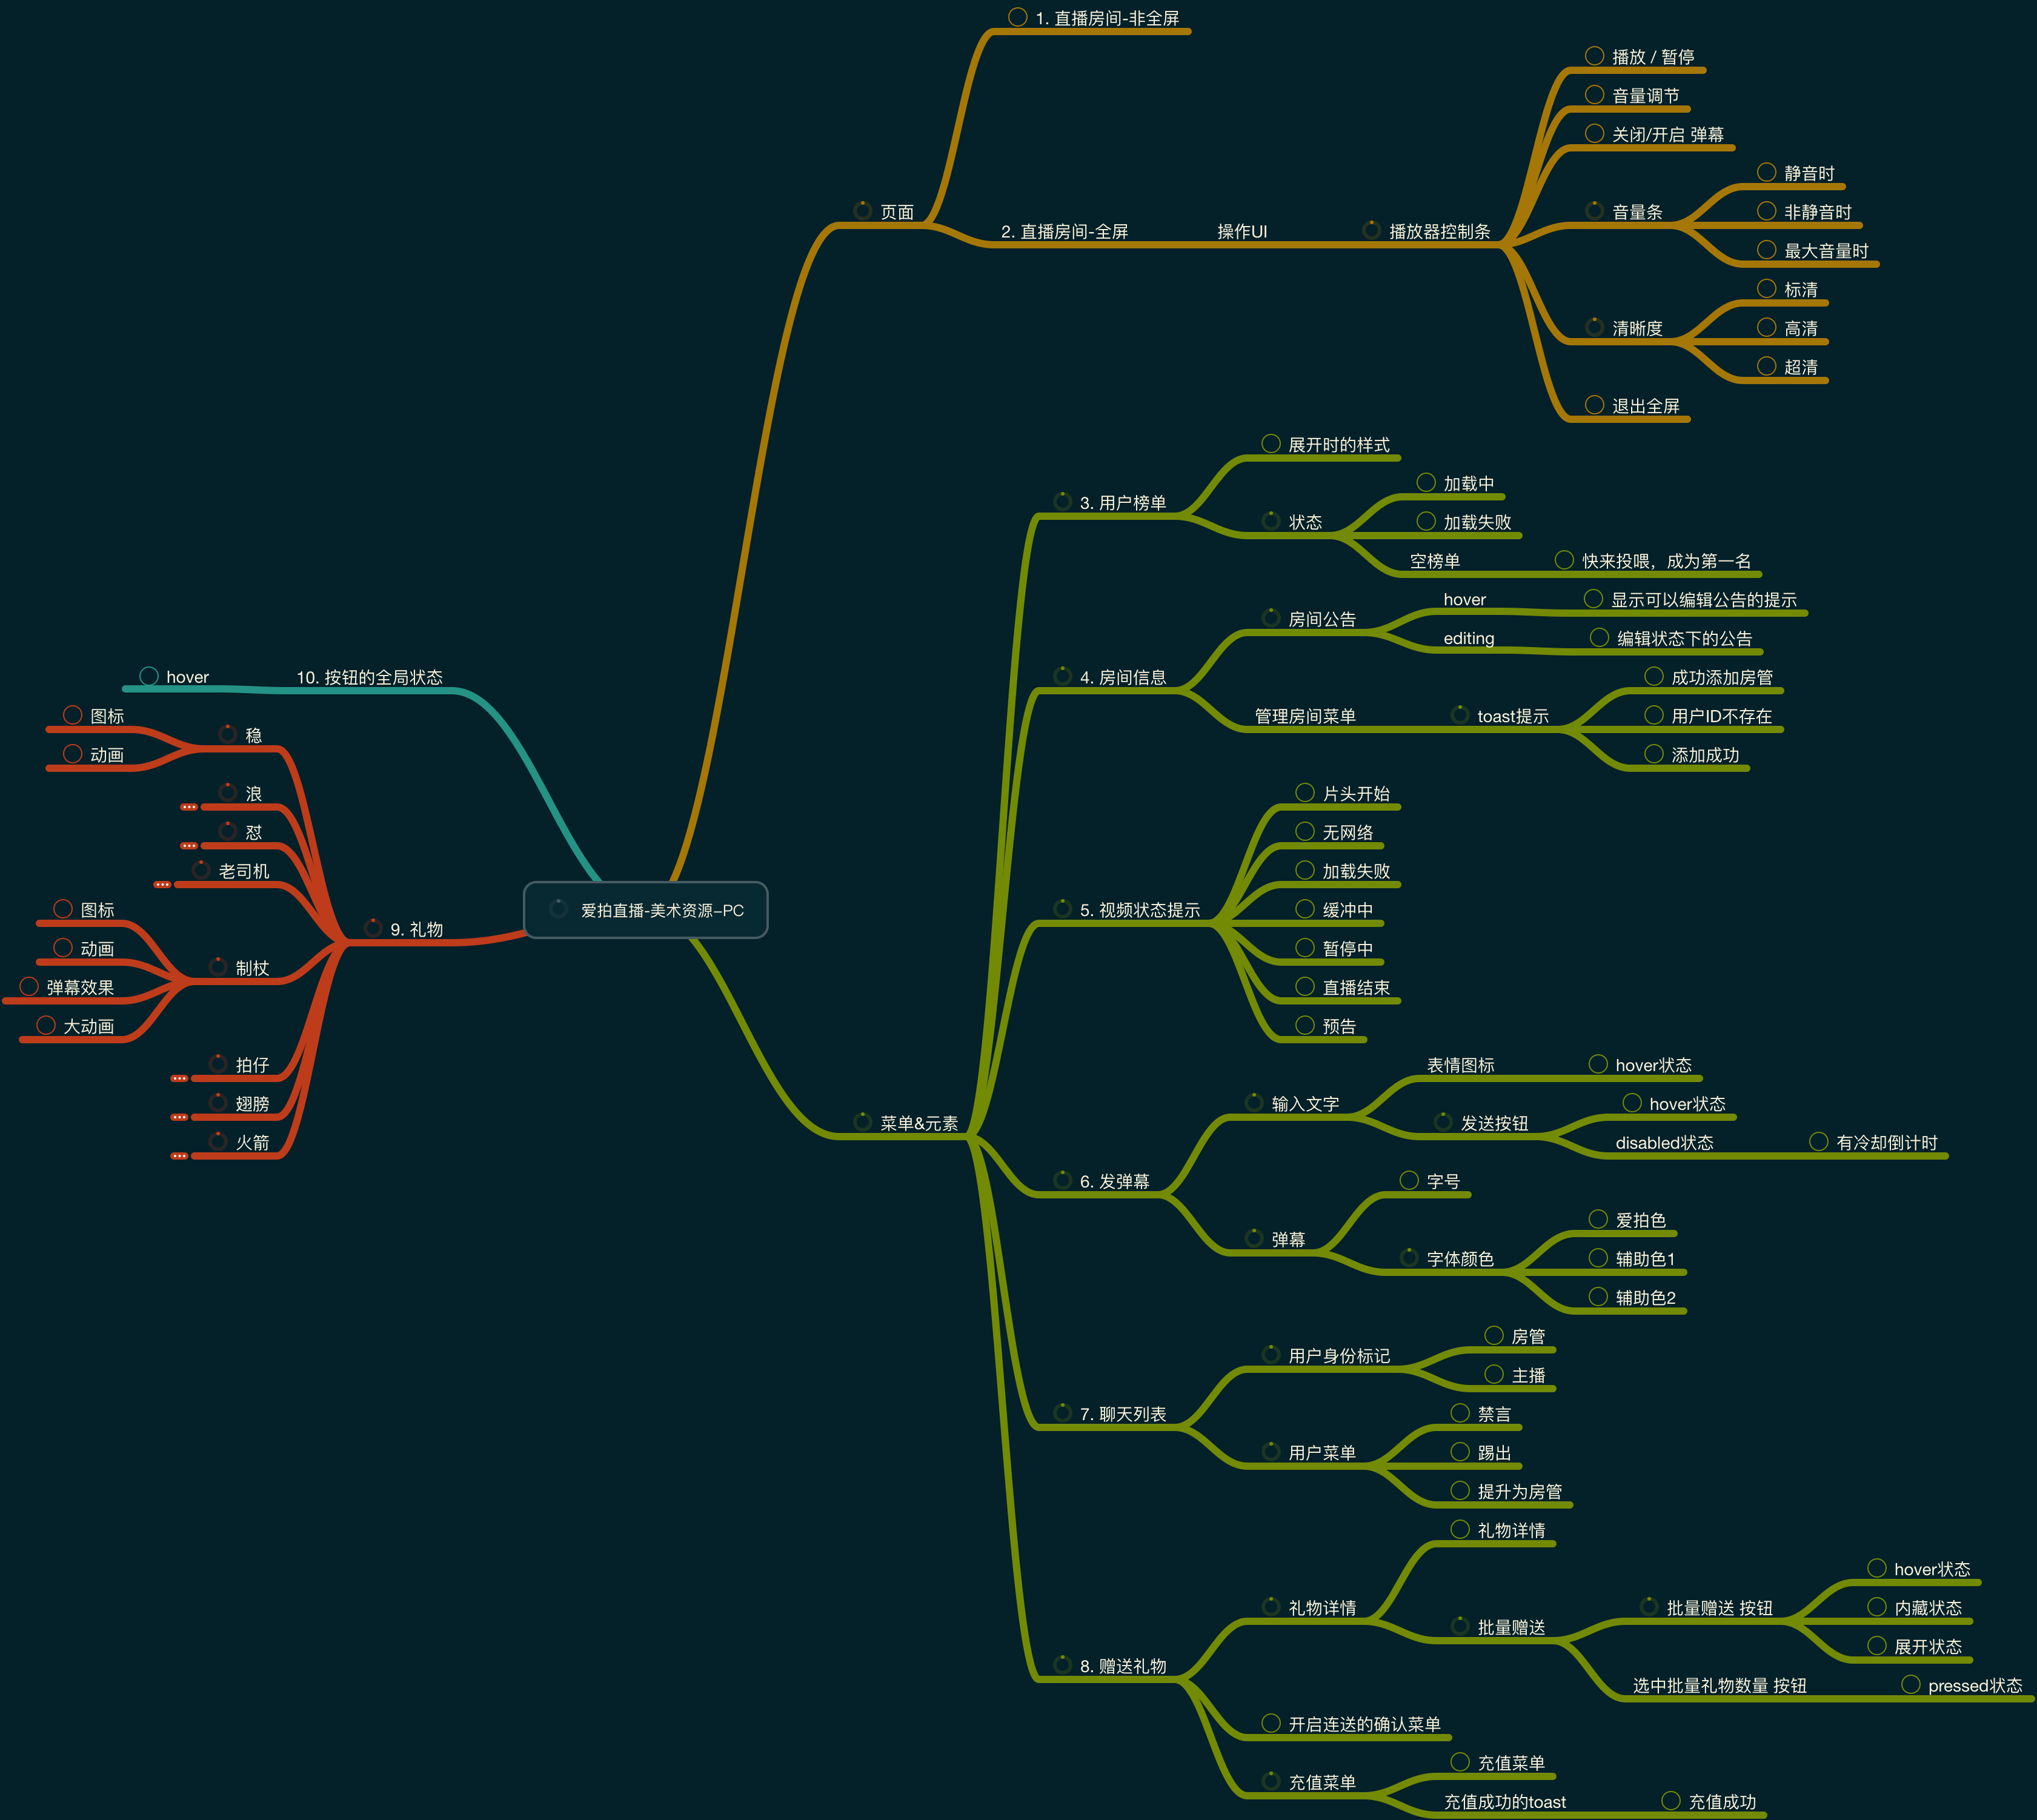 爱拍直播-美术资源-PC
页面
1. 直播房间-非全屏
2. 直播房间-全屏
操作UI
播放器控制条
播放 / 暂停
音量调节
关闭/开启 弹幕
音量条
静音时
非静音时
最大音量时
清晰度
标清
高清
超清
退出全屏
菜单&元素
3. 用户榜单
展开时的样式
状态
加载中
加载失败
空榜单
快来投喂，成为第一名
4. 房间信息
房间公告
hover
显示可以编辑公告的提示
editing
编辑状态下的公告
管理房间菜单
toast提示
成功添加房管
用户ID不存在
添加成功
5. 视频状态提示
片头开始
无网络
加载失败
缓冲中
暂停中
直播结束
预告
6. 发弹幕
输入文字
表情图标
hover状态
发送按钮
hover状态
disabled状态
有冷却倒计时
弹幕
字号
字体颜色
爱拍色
辅助色1
辅助色2
7. 聊天列表
用户身份标记
房管
主播
用户菜单
禁言
踢出
提升为房管
8. 赠送礼物
礼物详情
礼物详情
批量赠送
批量赠送 按钮
hover状态
内藏状态
展开状态
选中批量礼物数量 按钮
pressed状态
开启连送的确认菜单
充值菜单
充值菜单
充值成功的toast
充值成功
9. 礼物
稳
图标
动画
浪
怼
老司机
制杖
图标
动画
弹幕效果
大动画
拍仔
翅膀
火箭
10. 按钮的全局状态
hover